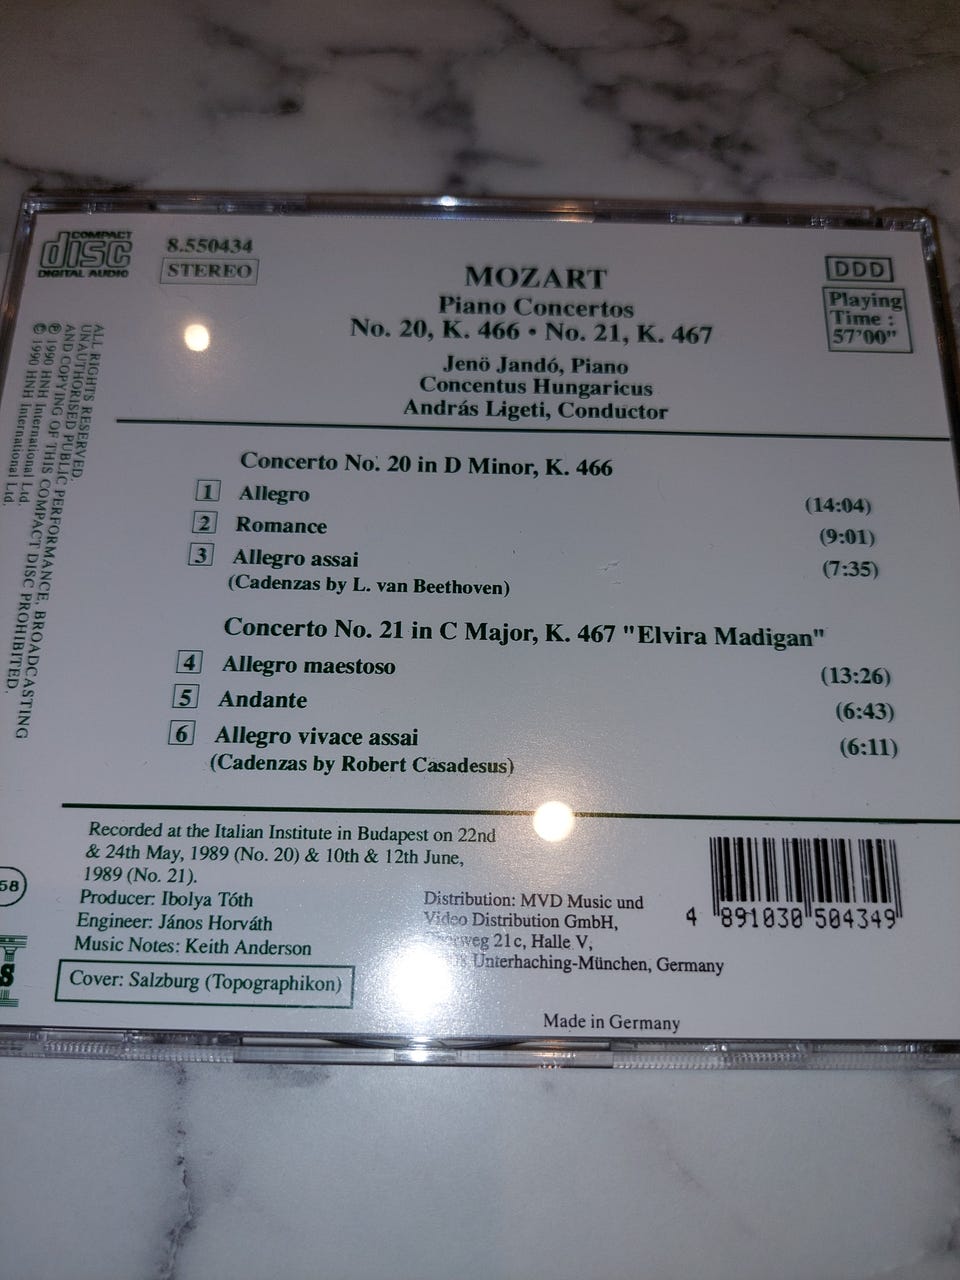 COMPACT
disc
DIGITAL AUDIO
8.550434
STEREO
MOZART
Piano Concertos
No. 20, K. 466 • No. 21, K. 467
Jenö Jandó, Piano
Concentus Hungaricus
András Ligeti, Conductor
DDD
Playing
Time :
57'00"
ALL RIGHTS RESERVED.
UNAUTHORISED PUBLIC PERFORMANCE, BROADCASTING
AND COPYING OF THIS COMPACT DISC PROHIBITED.
℗ 1990 HNH International Ltd.
© 1990 HNH International Ltd.
Concerto No. 20 in D Minor, K. 466
1 Allegro (14:04)
2 Romance (9:01)
3 Allegro assai (7:35)
(Cadenzas by L. van Beethoven)
Concerto No. 21 in C Major, K. 467 "Elvira Madigan"
4 Allegro maestoso (13:26)
5 Andante (6:43)
6 Allegro vivace assai (6:11)
(Cadenzas by Robert Casadesus)
Recorded at the Italian Institute in Budapest on 22nd
& 24th May, 1989 (No. 20) & 10th & 12th June,
1989 (No. 21).
Producer: Ibolya Tóth
Engineer: János Horváth
Music Notes: Keith Anderson
Cover: Salzburg (Topographikon)
Distribution: MVD Music und
Video Distribution GmbH,
21c, Halle V,
Unterhaching-München, Germany
Made in Germany
4 891030 504349
58
S